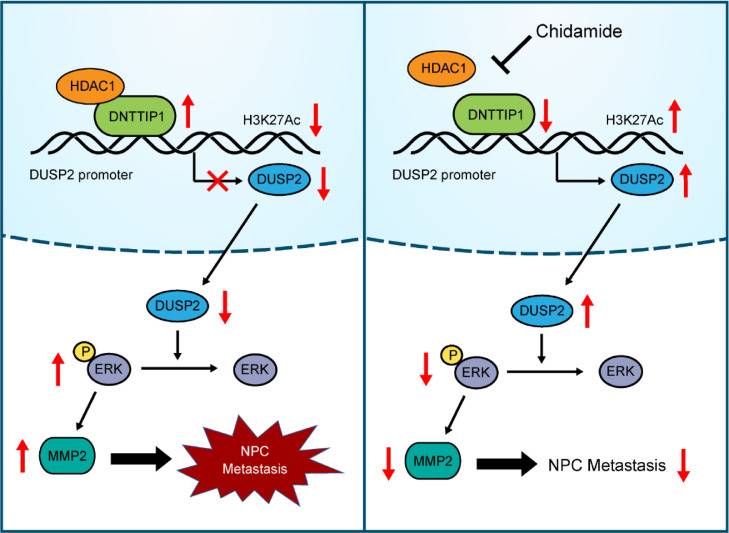 HDAC1
DNTTIP1
H3K27Ac
DUSP2 promoter
DUSP2
DUSP2
P
ERK
ERK
MMP2
NPC
Metastasis
Chidamide
HDAC1
DNTTIP1
H3K27Ac
DUSP2 promoter
DUSP2
DUSP2
P
ERK
ERK
MMP2
NPC Metastasis